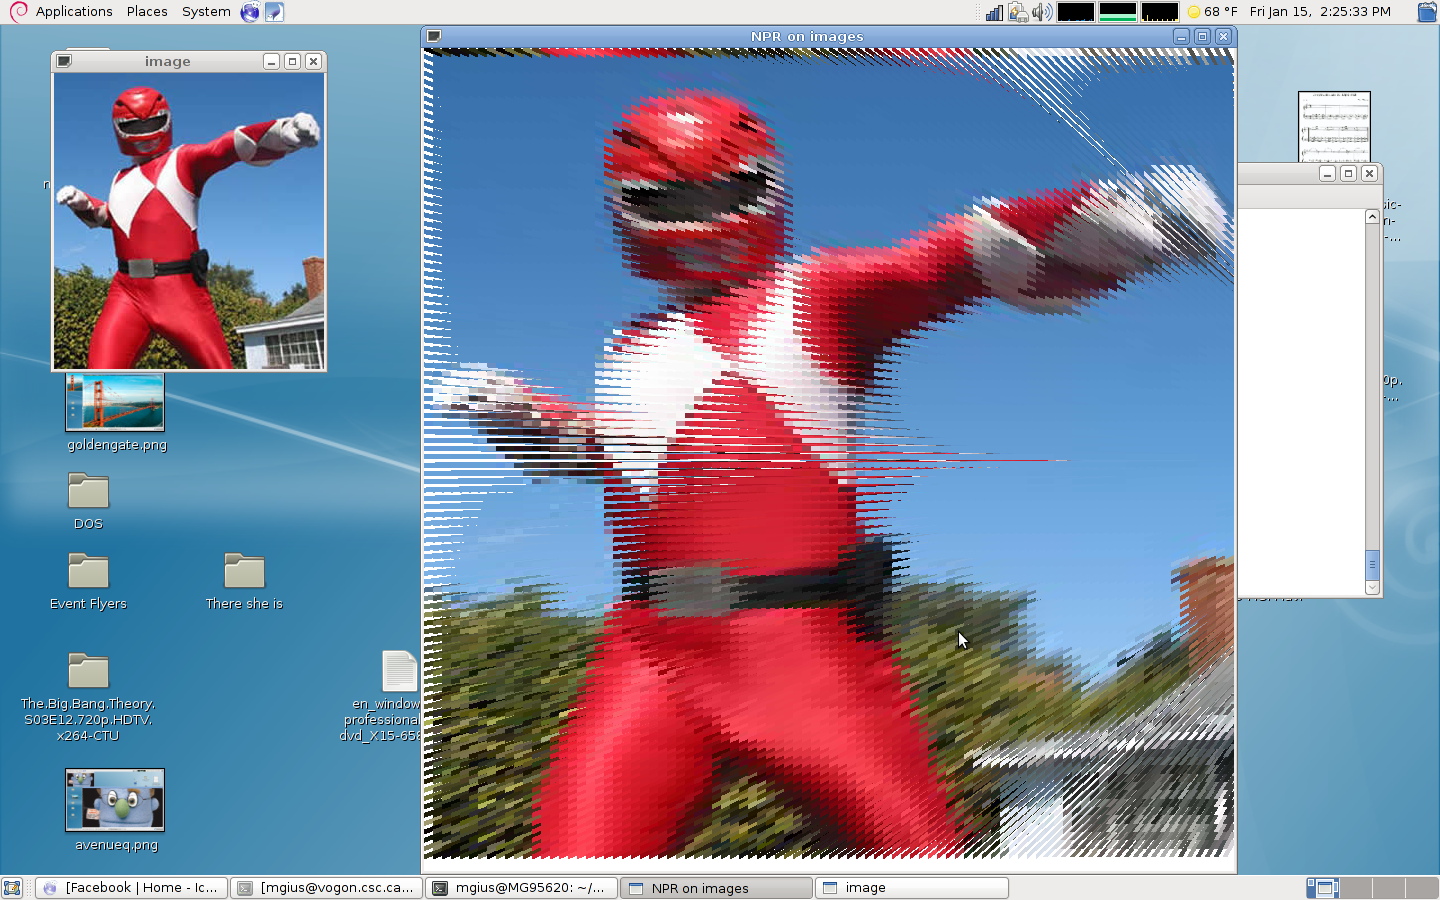 Applications Places System
68 °F Fri Jan 15, 2:25:33 PM
image
NPR on images
goldengate.png
DOS
Event Flyers
There she is
The.Big.Bang.Theory.
S03E12.720p.HDTV.
x264-CTU
en_window
professional
dvd_X15-65
avenueq.png
[Facebook | Home - Ic...
[mgius@vogon.csc.ca...
mgius@MG95620: ~/...
NPR on images
image